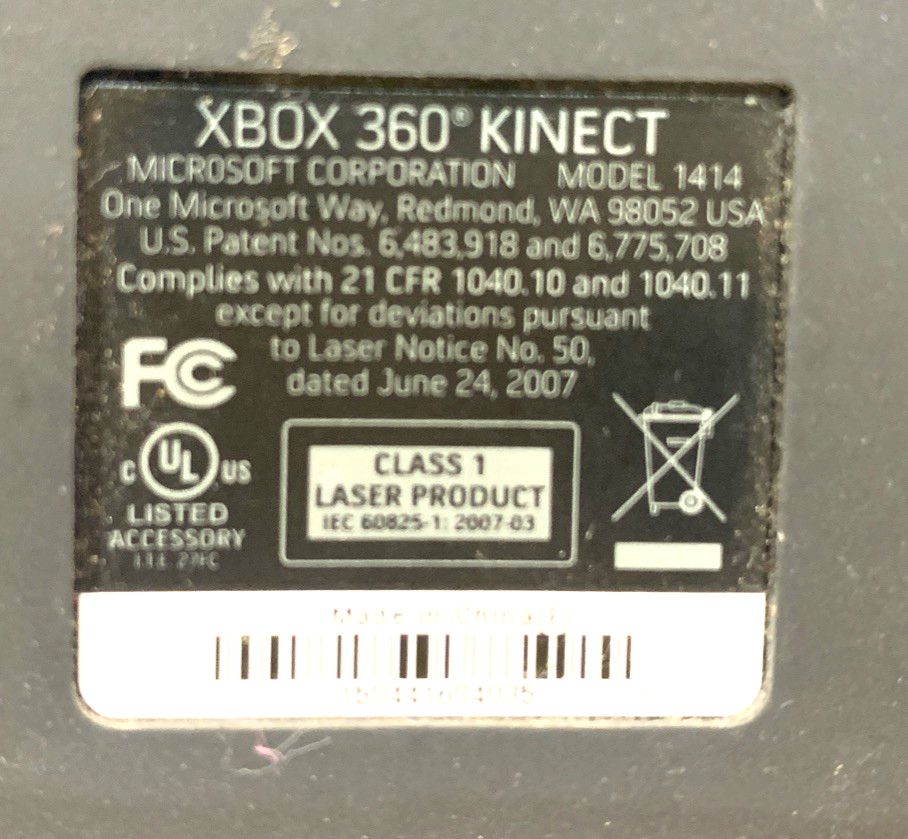 XBOX 360® KINECT
MICROSOFT CORPORATION MODEL 1414
One Microsoft Way, Redmond, WA 98052 USA
U.S. Patent Nos. 6,483,918 and 6,775,708
Complies with 21 CFR 1040.10 and 1040.11
except for deviations pursuant
to Laser Notice No. 50,
dated June 24, 2007
FC
C UL US
LISTED
ACCESSORY
CLASS 1
LASER PRODUCT
IEC 60825-1: 2007-03
Made in China